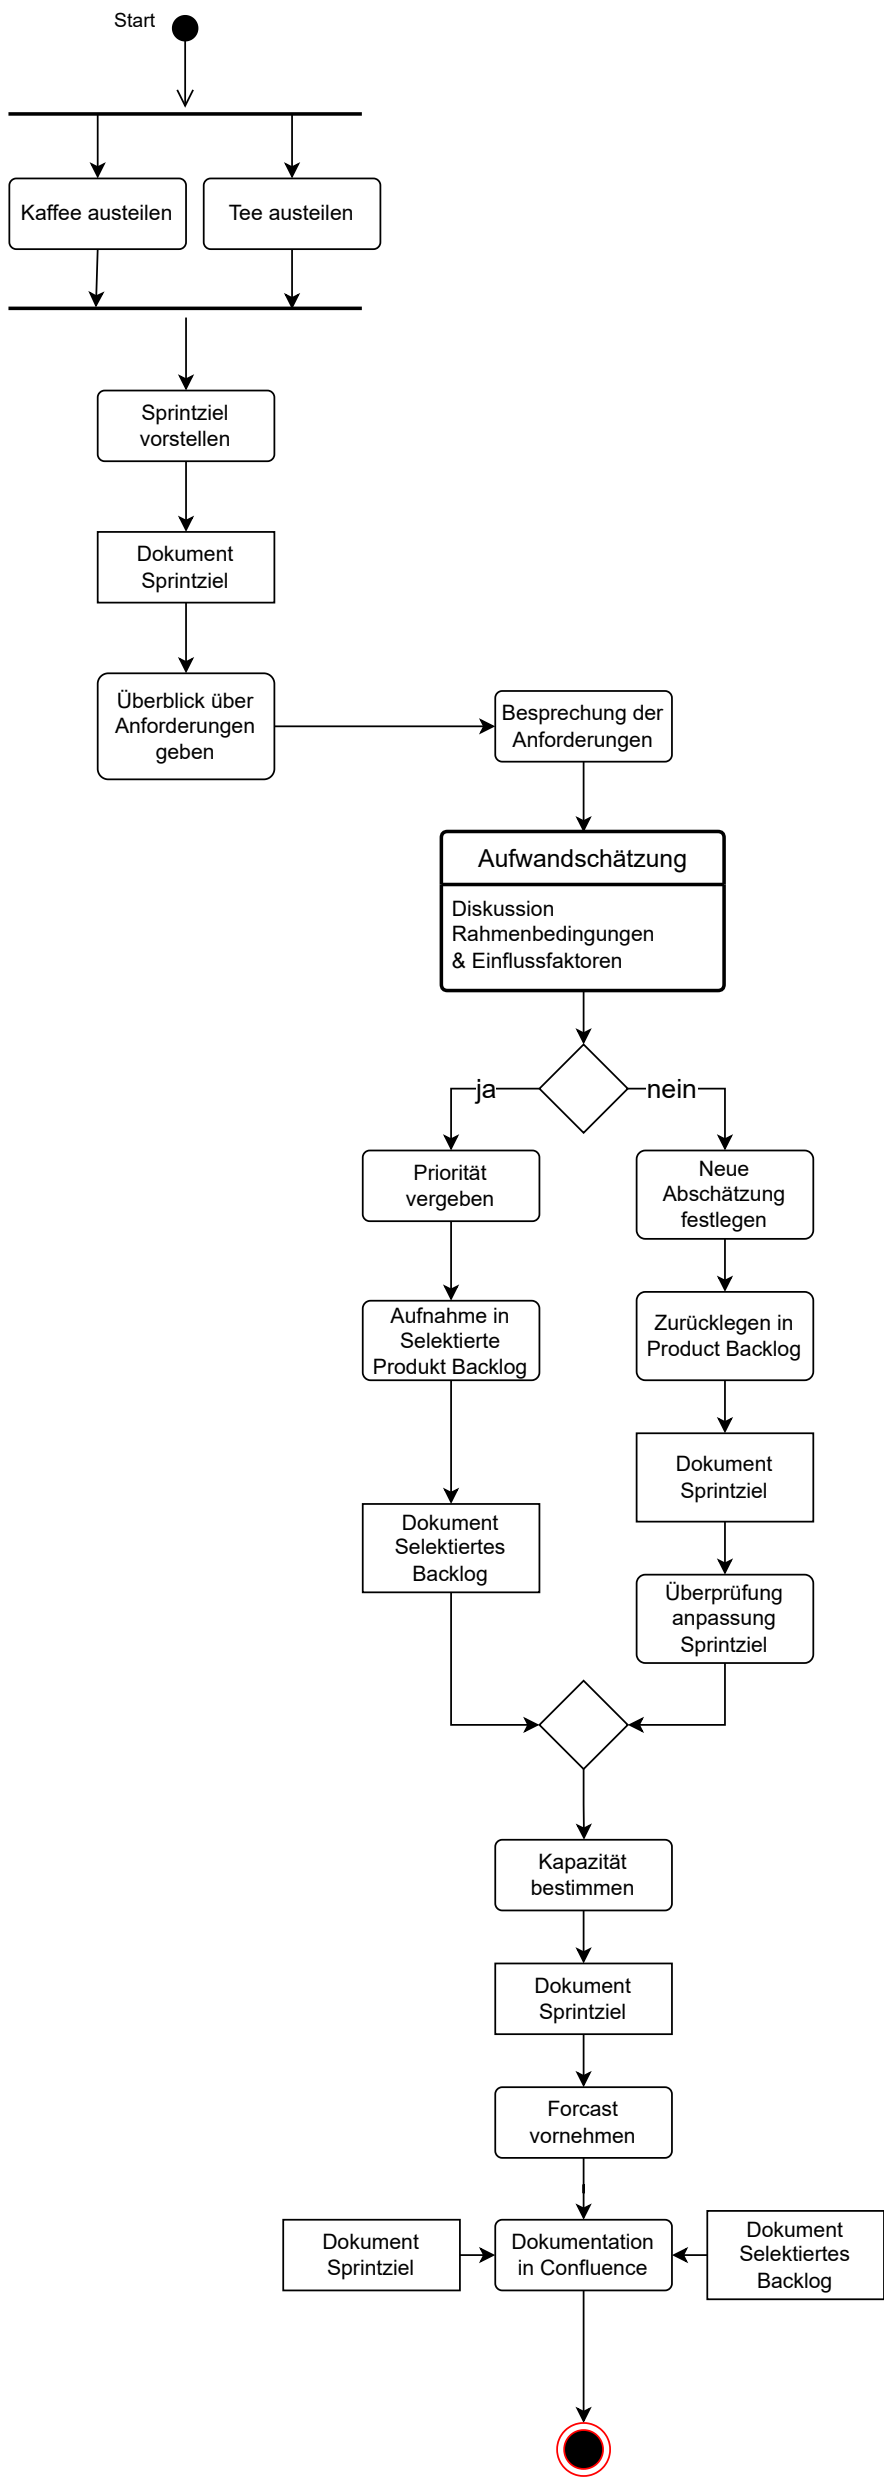 Start
Kaffee austeilen
Tee austeilen
Sprintziel
vorstellen
Dokument
Sprintziel
Überblick über
Anforderungen
geben
Besprechung der
Anforderungen
Aufwandschätzung
Diskussion
Rahmenbedingungen
& Einflussfaktoren
ja
nein
Priorität
vergeben
Neue
Abschätzung
festlegen
Aufnahme in
Selektierte
Produkt Backlog
Zurücklegen in
Product Backlog
Dokument
Sprintziel
Dokument
Selektiertes
Backlog
Überprüfung
anpassung
Sprintziel
Kapazität
bestimmen
Dokument
Sprintziel
Forcast
vornehmen
Dokument
Sprintziel
Dokumentation
in Confluence
Dokument
Selektiertes
Backlog